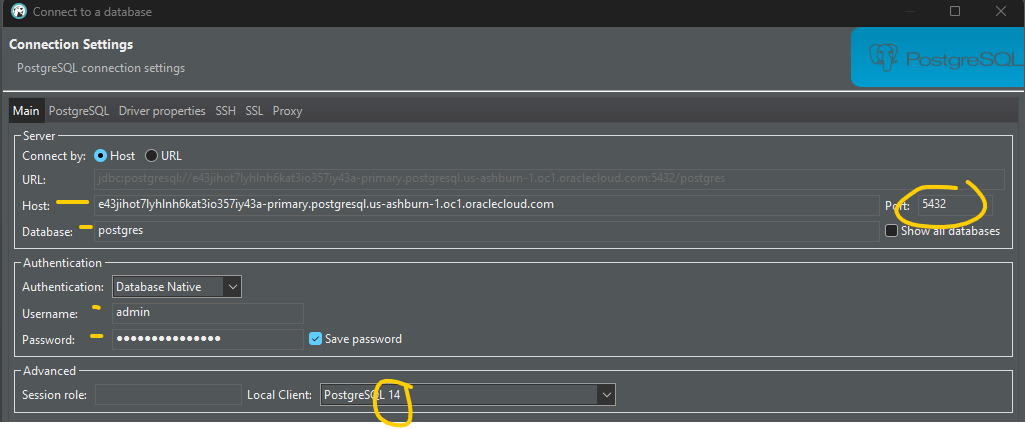 Connect to a database
Connection Settings
PostgreSQL connection settings
PostgreSQL
Main PostgreSQL Driver properties SSH SSL Proxy
Server
Connect by: Host URL
URL: jdbc:postgresql://e43jihot7lyhlnh6kat3io357iy43a-primary.postgresql.us-ashburn-1.oc1.oraclecloud.com:5432/postgres
Host: e43jihot7lyhlnh6kat3io357iy43a-primary.postgresql.us-ashburn-1.oc1.oraclecloud.com Port: 5432
Database: postgres Show all databases
Authentication
Authentication: Database Native
Username: admin
Password: ••••••••••••••• Save password
Advanced
Session role: Local Client: PostgreSQL 14